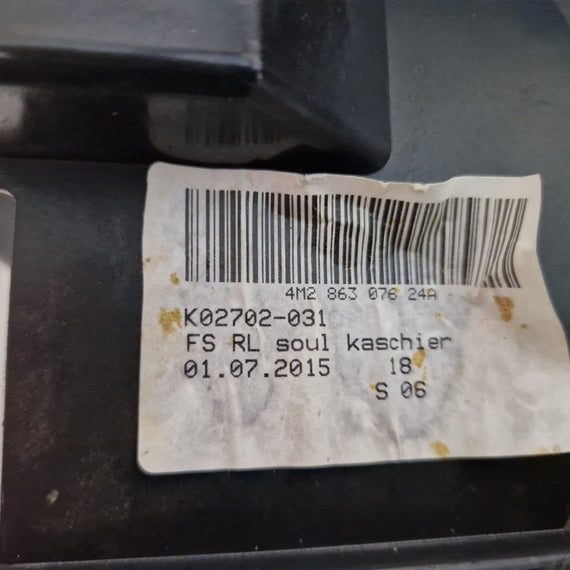 4M2 863 076 24A
K02702-031
FS RL soul kaschier
01.07.2015 18
S 06